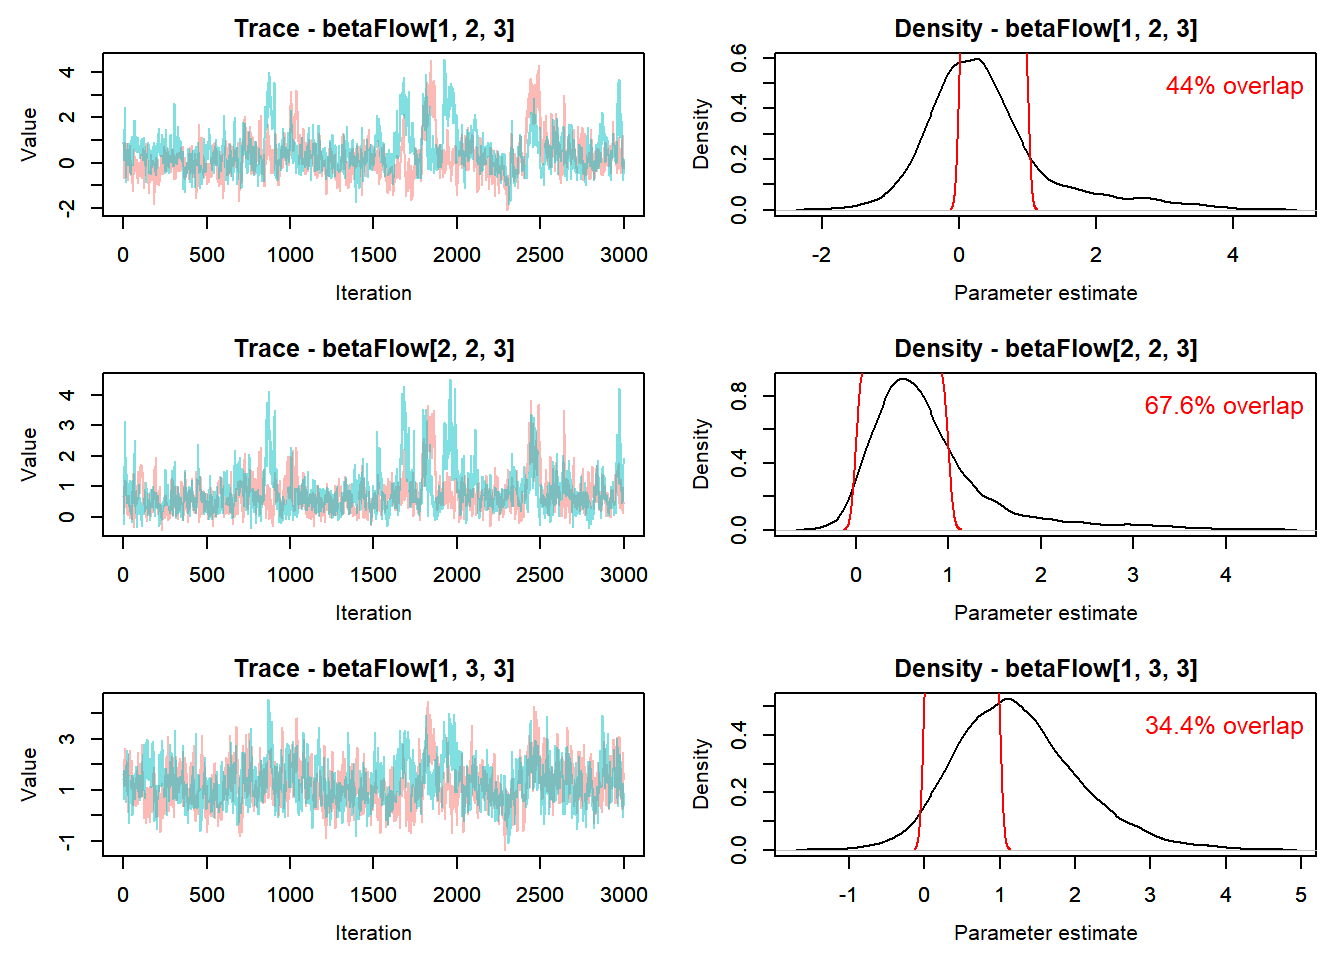 Trace - betaFlow[1, 2, 3]
Value
4
2
0
-2
0 500 1000 1500 2000 2500 3000
Iteration
Density - betaFlow[1, 2, 3]
44% overlap
Density
0.6
0.4
0.2
0.0
-2 0 2 4
Parameter estimate
Trace - betaFlow[2, 2, 3]
Value
4
3
2
1
0
0 500 1000 1500 2000 2500 3000
Iteration
Density - betaFlow[2, 2, 3]
67.6% overlap
Density
0.8
0.4
0.0
0 1 2 3 4
Parameter estimate
Trace - betaFlow[1, 3, 3]
Value
3
1
-1
0 500 1000 1500 2000 2500 3000
Iteration
Density - betaFlow[1, 3, 3]
34.4% overlap
Density
0.4
0.2
0.0
-1 0 1 2 3 4 5
Parameter estimate